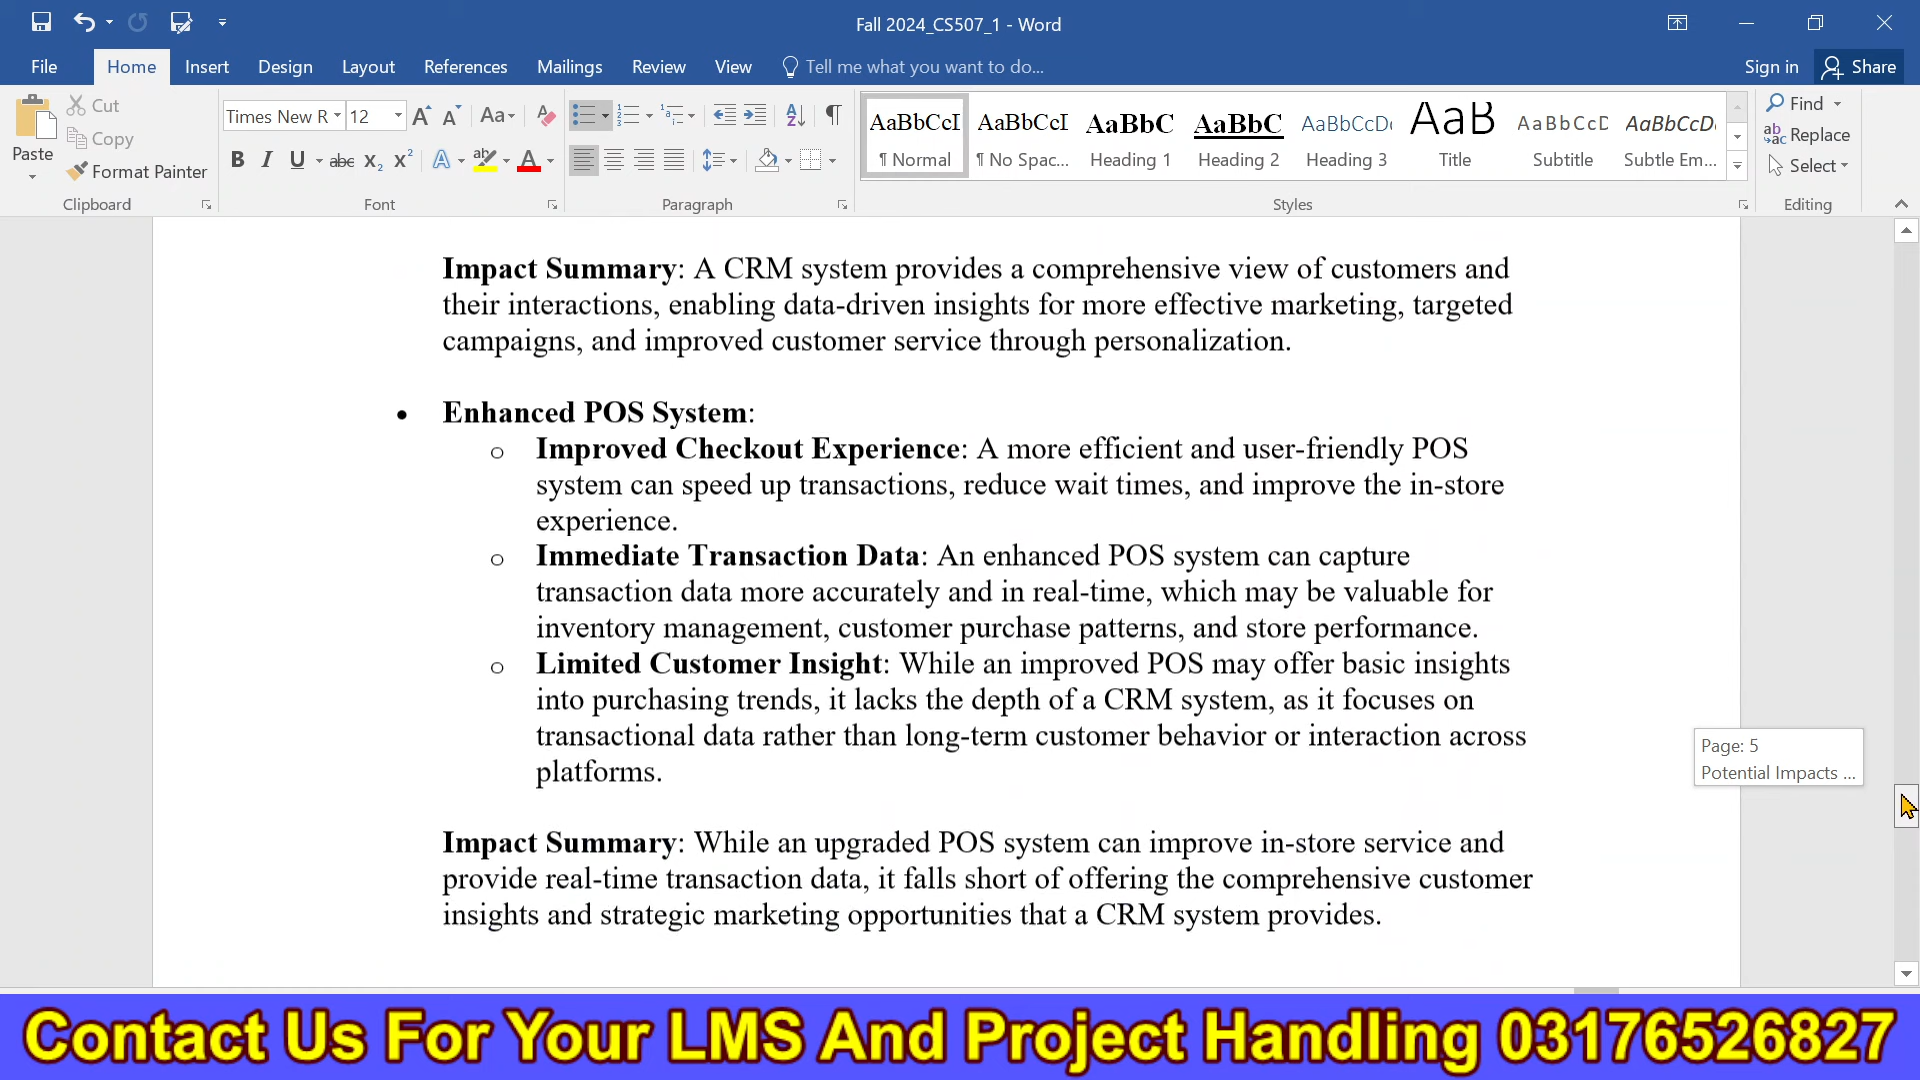 Fall 2024_CS507_1 - Word
File Home Insert Design Layout References Mailings Review View Tell me what you want to do... Sign in Share
Paste
Cut
Copy
Format Painter
Clipboard
Times New R 12
Font
Paragraph
AaBbCcI AaBbCcI AaBbC AaBbC AaBbCcDc AaB AaBbCcD AaBbCcD
¶ Normal ¶ No Spac... Heading 1 Heading 2 Heading 3 Title Subtitle Subtle Em...
Styles
Find
Replace
Select
Editing
Impact Summary: A CRM system provides a comprehensive view of customers and
their interactions, enabling data-driven insights for more effective marketing, targeted
campaigns, and improved customer service through personalization.
• Enhanced POS System:
o Improved Checkout Experience: A more efficient and user-friendly POS
system can speed up transactions, reduce wait times, and improve the in-store
experience.
o Immediate Transaction Data: An enhanced POS system can capture
transaction data more accurately and in real-time, which may be valuable for
inventory management, customer purchase patterns, and store performance.
o Limited Customer Insight: While an improved POS may offer basic insights
into purchasing trends, it lacks the depth of a CRM system, as it focuses on
transactional data rather than long-term customer behavior or interaction across
platforms.
Page: 5
Potential Impacts ...
Impact Summary: While an upgraded POS system can improve in-store service and
provide real-time transaction data, it falls short of offering the comprehensive customer
insights and strategic marketing opportunities that a CRM system provides.
Contact Us For Your LMS And Project Handling 03176526827